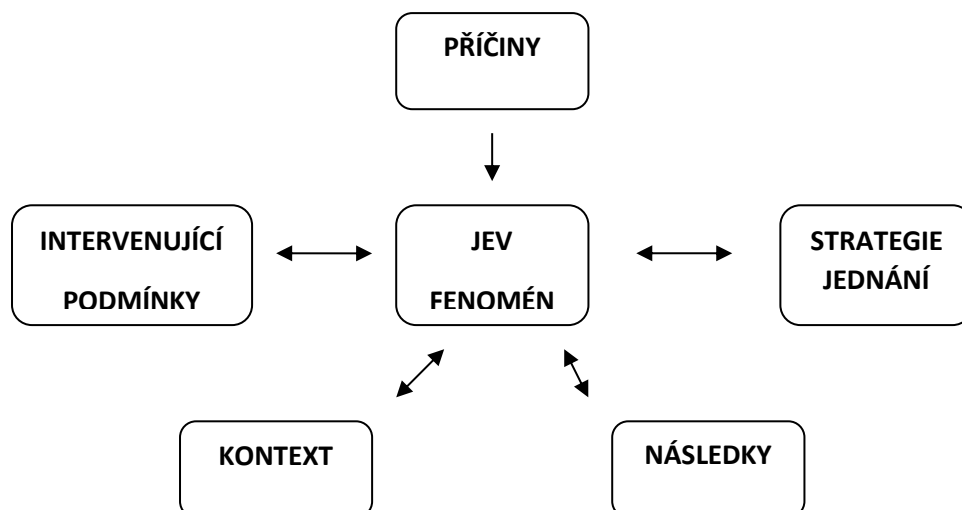 PŘÍČINY
INTERVENUJÍCÍ
PODMÍNKY
JEV
FENOMÉN
STRATEGIE
JEDNÁNÍ
KONTEXT
NÁSLEDKY